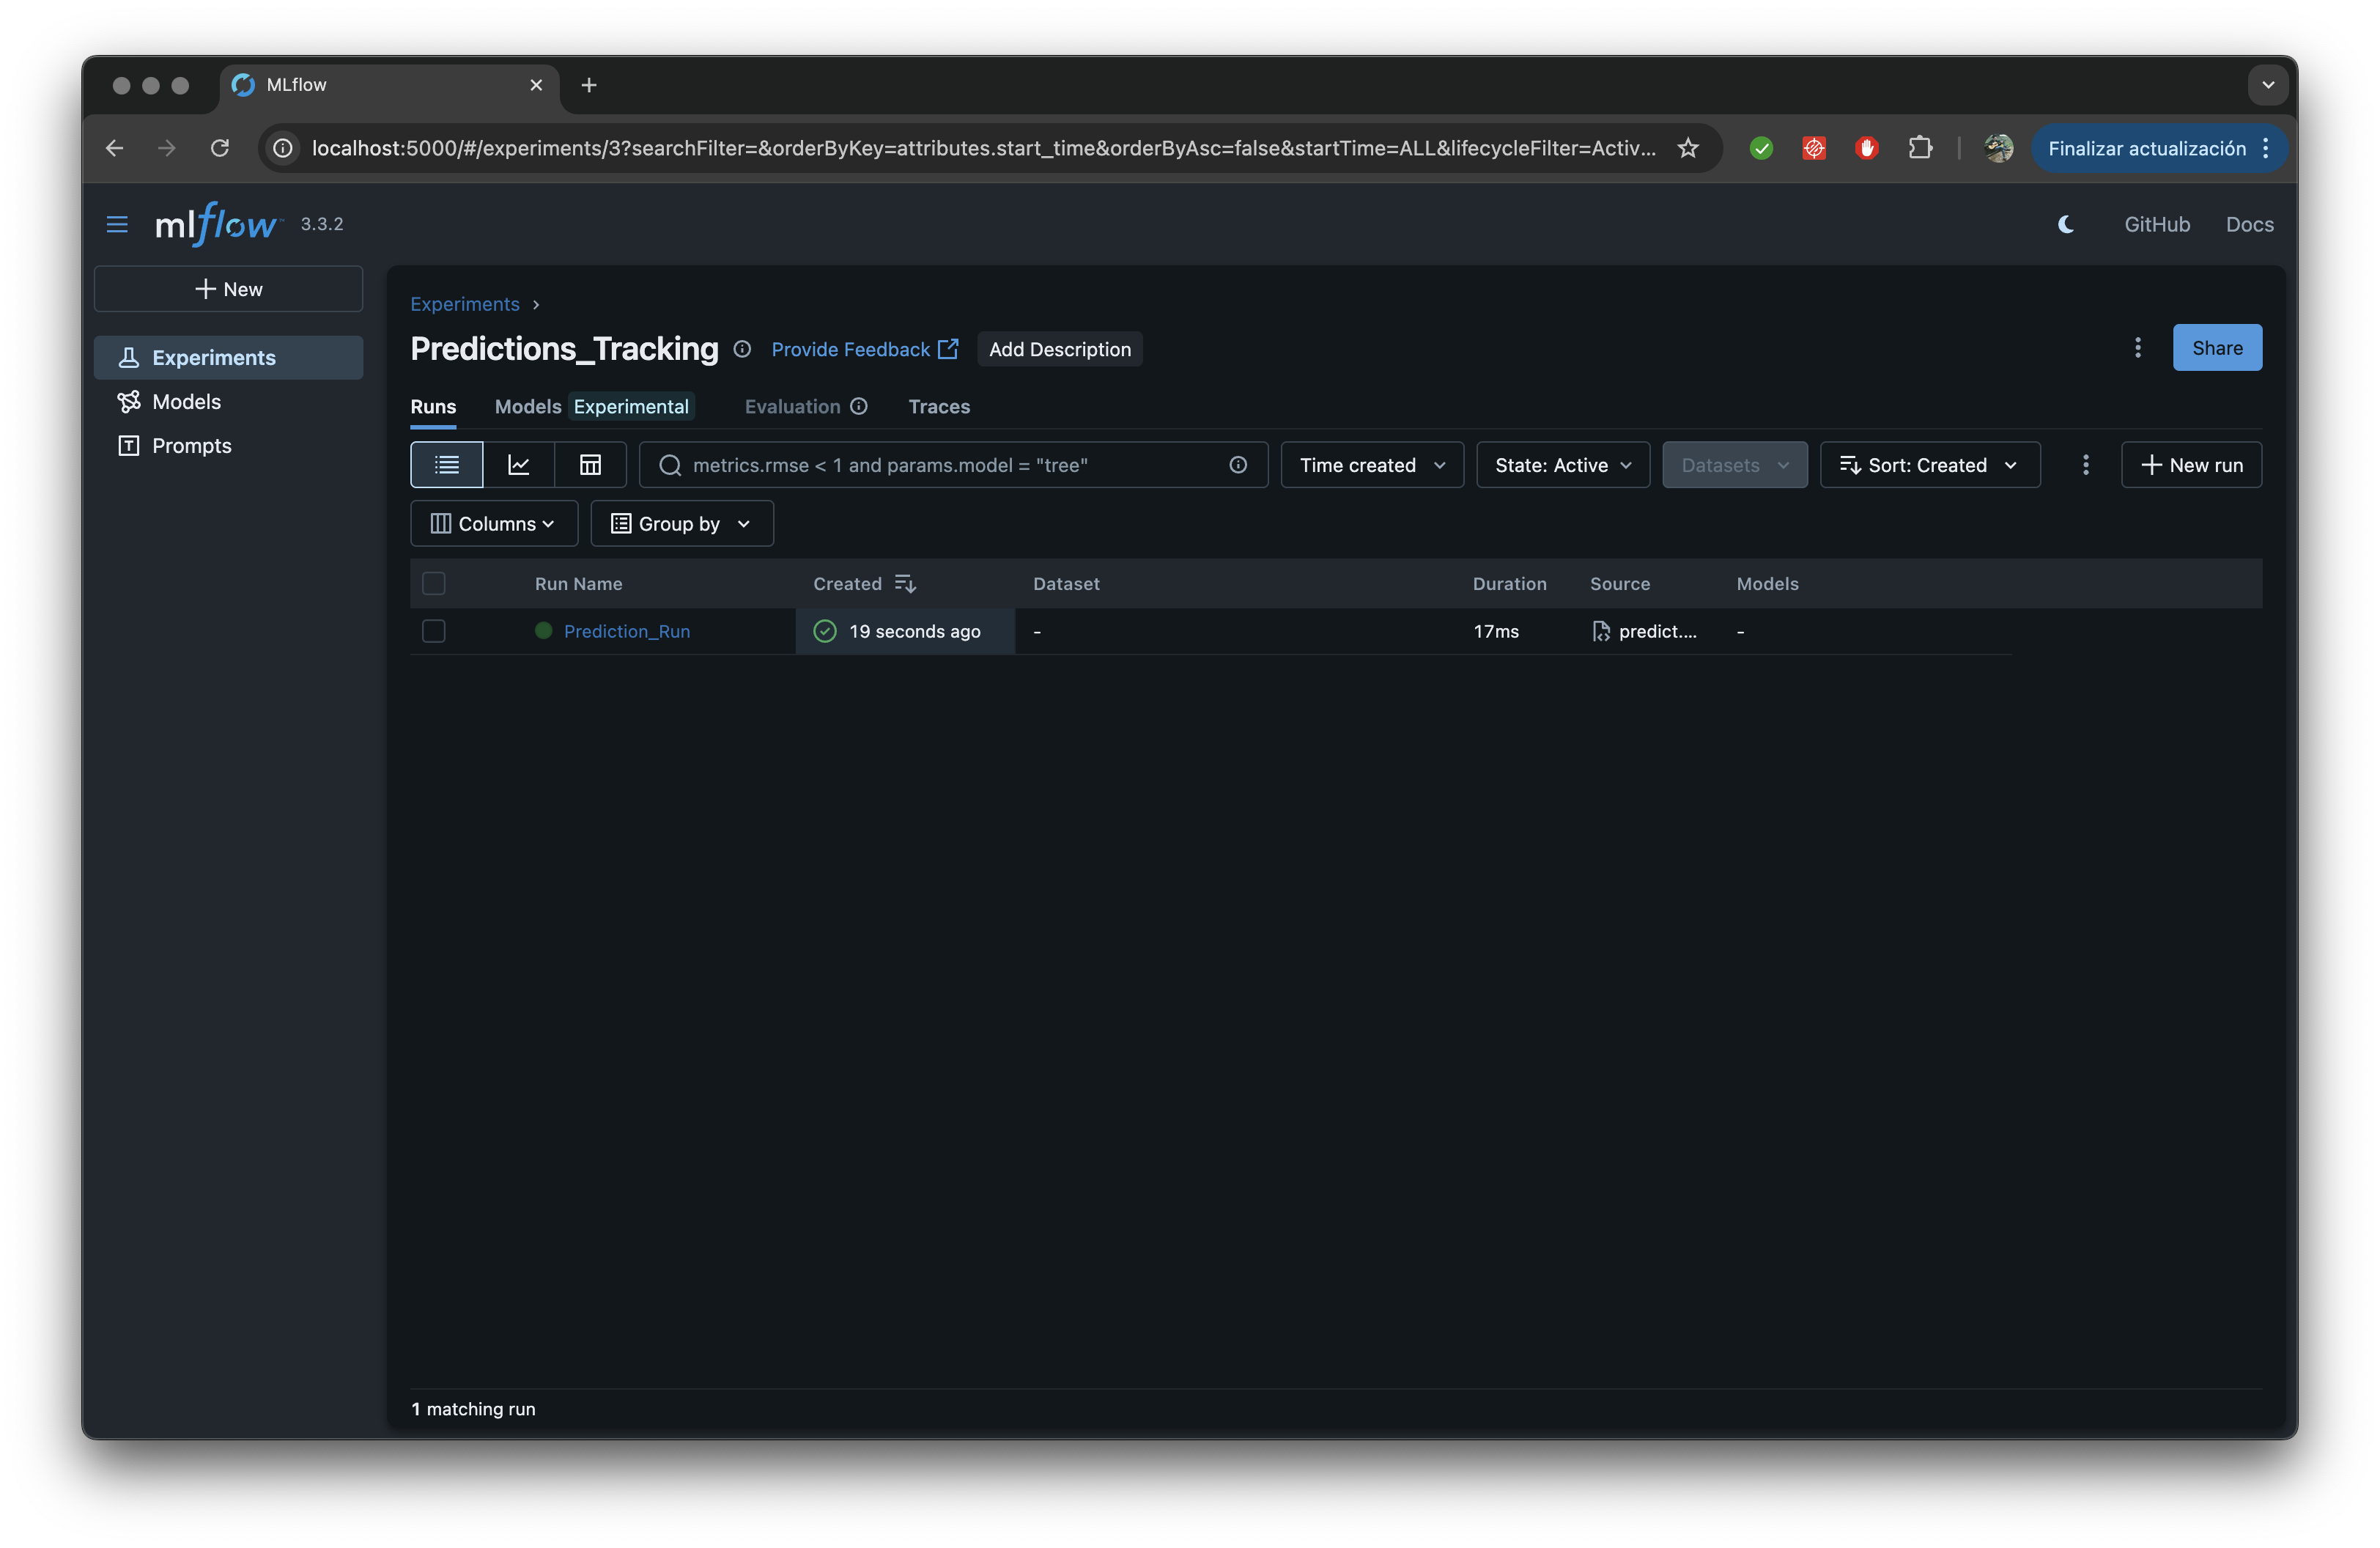 MLflow
localhost:5000/#/experiments/3?searchFilter=&orderByKey=attributes.start_time&orderByAsc=false&startTime=ALL&lifecycleFilter=Activ...
Finalizar actualización
mlflow 3.3.2
GitHub Docs
New
Experiments
Models
Prompts
Experiments
Predictions_Tracking Provide Feedback Add Description
Share
Runs Models Experimental Evaluation Traces
metrics.rmse < 1 and params.model = "tree" Time created State: Active Datasets Sort: Created New run
Columns Group by
Run Name Created Dataset Duration Source Models
Prediction_Run 19 seconds ago - 17ms predict.... -
1 matching run